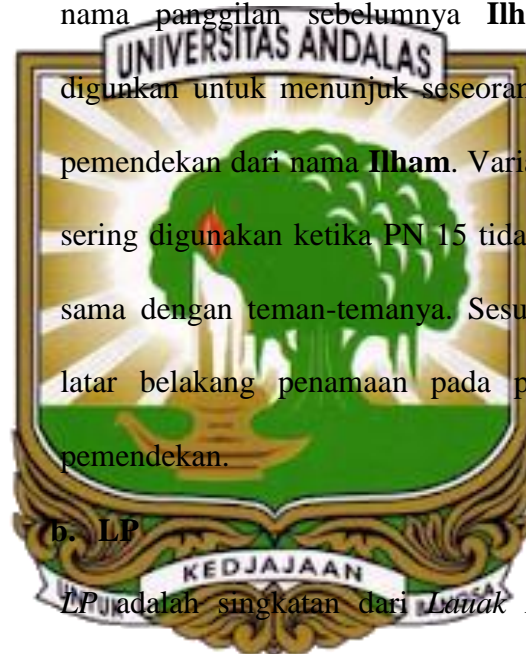 nama panggilan sebelumnya Ilh
UNIVERSITAS ANDALAS
digunkan untuk menunjuk seseoran
pemendekan dari nama Ilham. Varia
sering digunakan ketika PN 15 tida
sama dengan teman-temanya. Sesu
latar belakang penamaan pada p
pemendekan.
b. LP
KEDJAJAAN
LP adalah singkatan dari Lauak